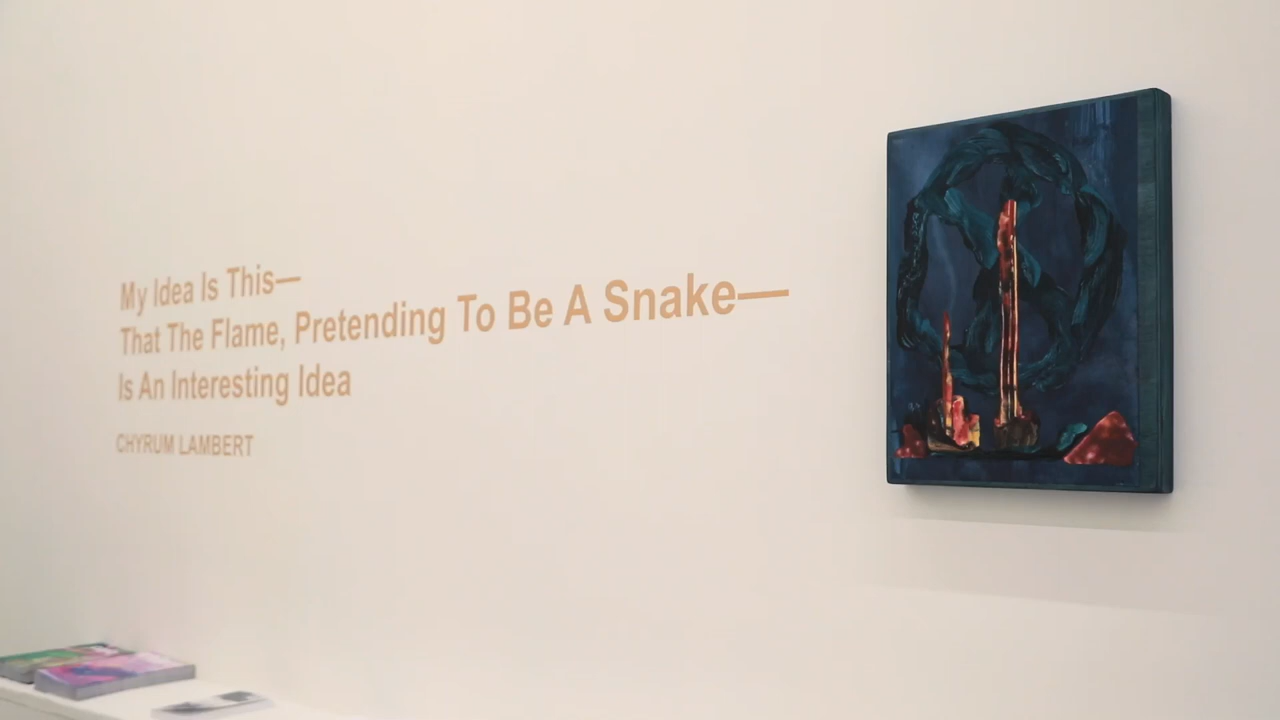 My Idea Is This—
That The Flame, Pretending To Be A Snake—
Is An Interesting Idea
CHYRUM LAMBERT